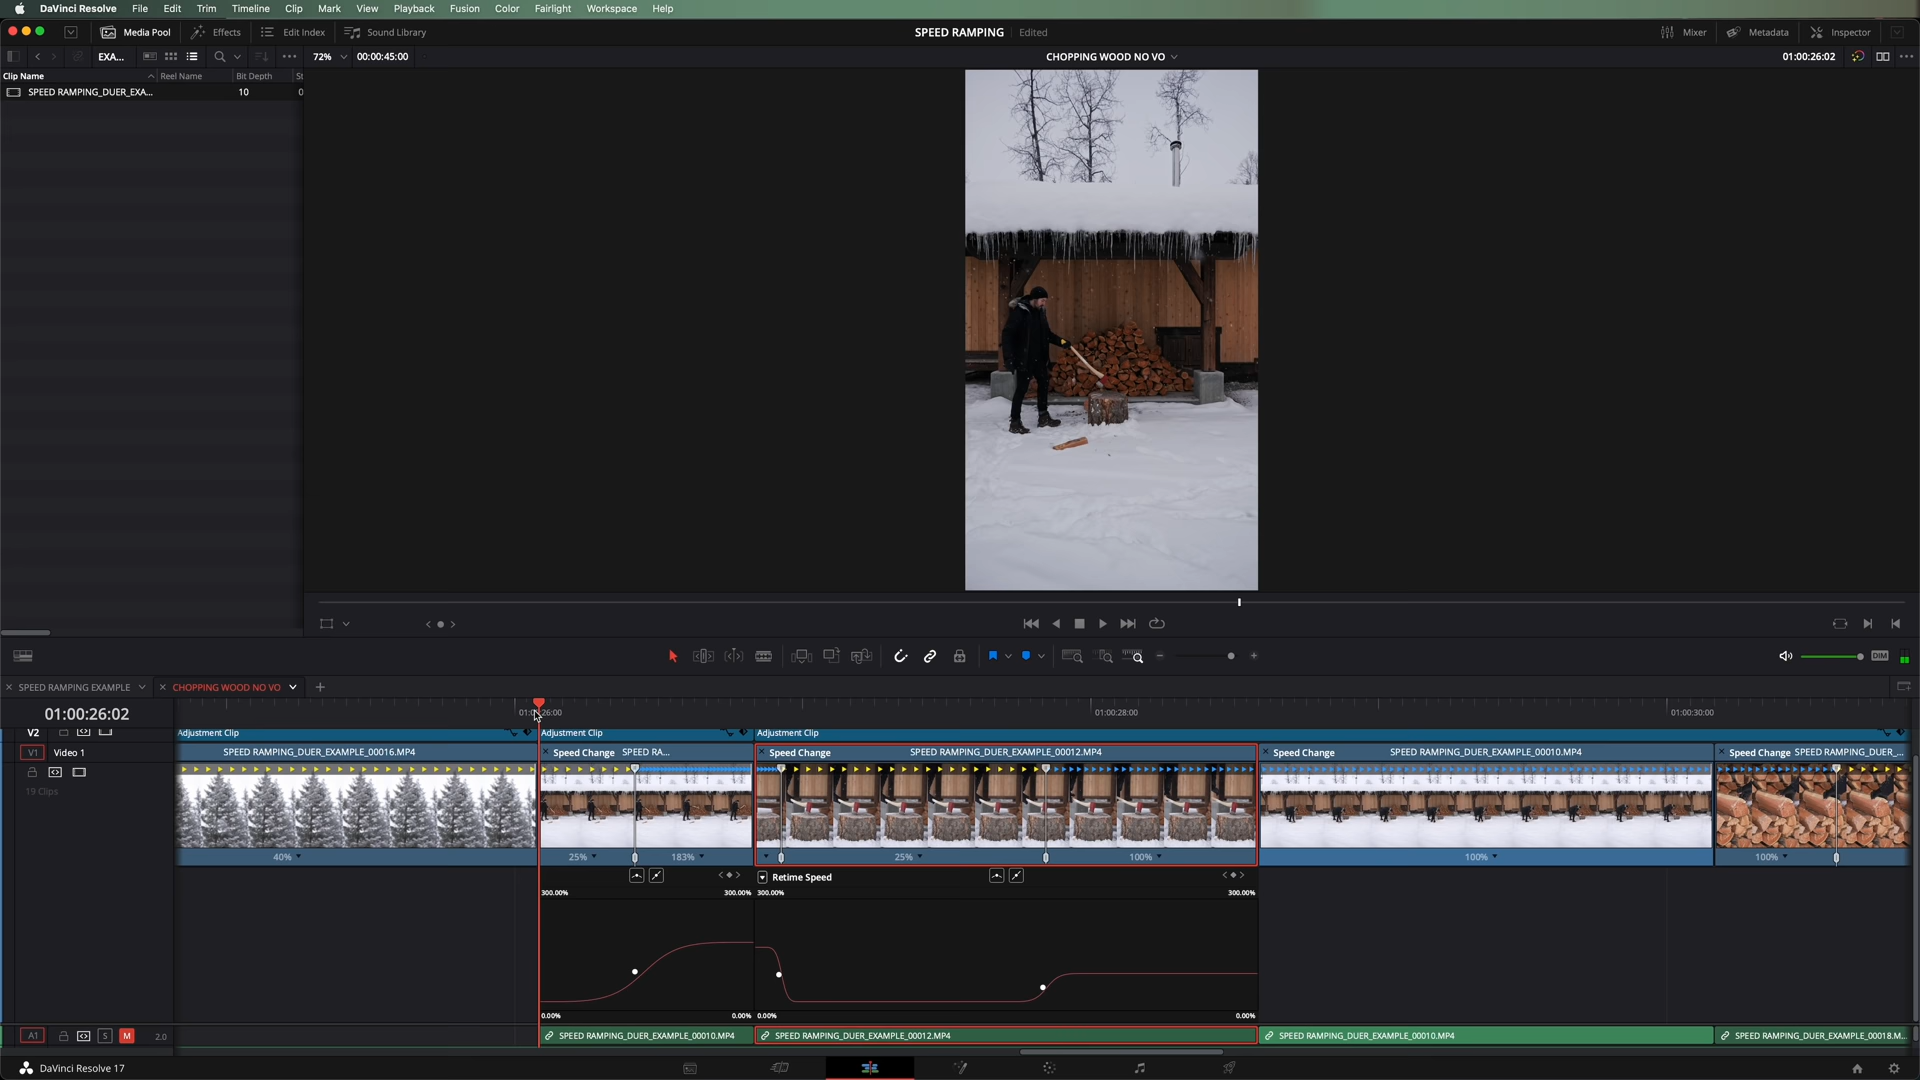 DaVinci Resolve File Edit Trim Timeline Clip Mark View Playback Fusion Color Fairlight Workspace Help
Media Pool Effects Edit Index Sound Library SPEED RAMPING Edited Mixer Metadata Inspector
EXA... 72% 00:00:45:00 CHOPPING WOOD NO VO 01:00:26:02
Clip Name Reel Name Bit Depth St
SPEED RAMPING_DUER_EXA... 10 0
DIM
SPEED RAMPING EXAMPLE CHOPPING WOOD NO VO
01:00:26:02 01:00:28:00 01:00:30:00
V2 Adjustment Clip Adjustment Clip Adjustment Clip
V1 Video 1 SPEED RAMPING_DUER_EXAMPLE_00016.MP4 Speed Change SPEED RA... Speed Change SPEED RAMPING_DUER_EXAMPLE_00012.MP4 Speed Change SPEED RAMPING_DUER_EXAMPLE_00010.MP4 Speed Change SPEED RAMPING_DUER_...
19 Clips
40% 25% 183% 25% 100% 100% 100%
Retime Speed
300.00% 300.00% 300.00% 300.00%
0.00% 0.00% 0.00% 0.00%
A1 S M 2.0 SPEED RAMPING_DUER_EXAMPLE_00010.MP4 SPEED RAMPING_DUER_EXAMPLE_00012.MP4 SPEED RAMPING_DUER_EXAMPLE_00010.MP4 SPEED RAMPING_DUER_EXAMPLE_00018.M...
DaVinci Resolve 17